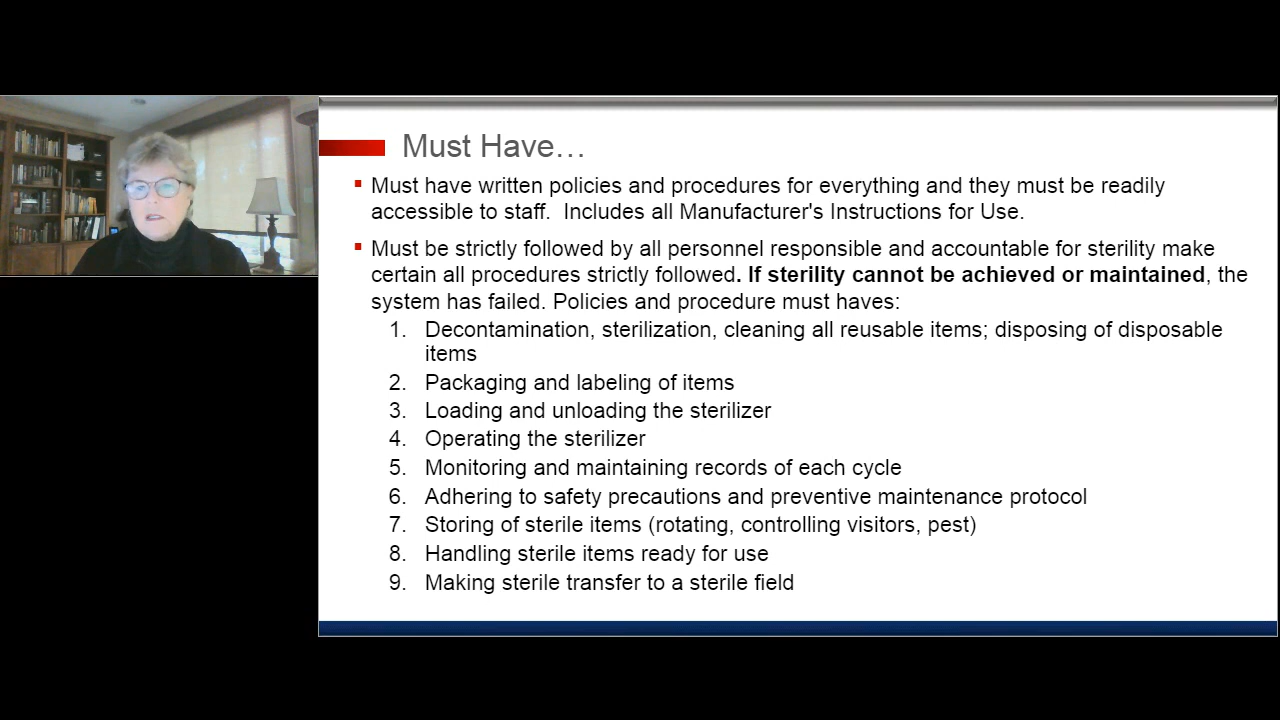 Must Have…
▪ Must have written policies and procedures for everything and they must be readily
accessible to staff.  Includes all Manufacturer's Instructions for Use.
▪ Must be strictly followed by all personnel responsible and accountable for sterility make
certain all procedures strictly followed. If sterility cannot be achieved or maintained, the
system has failed. Policies and procedure must haves:
1. Decontamination, sterilization, cleaning all reusable items; disposing of disposable
items
2. Packaging and labeling of items
3. Loading and unloading the sterilizer
4. Operating the sterilizer
5. Monitoring and maintaining records of each cycle
6. Adhering to safety precautions and preventive maintenance protocol
7. Storing of sterile items (rotating, controlling visitors, pest)
8. Handling sterile items ready for use
9. Making sterile transfer to a sterile field